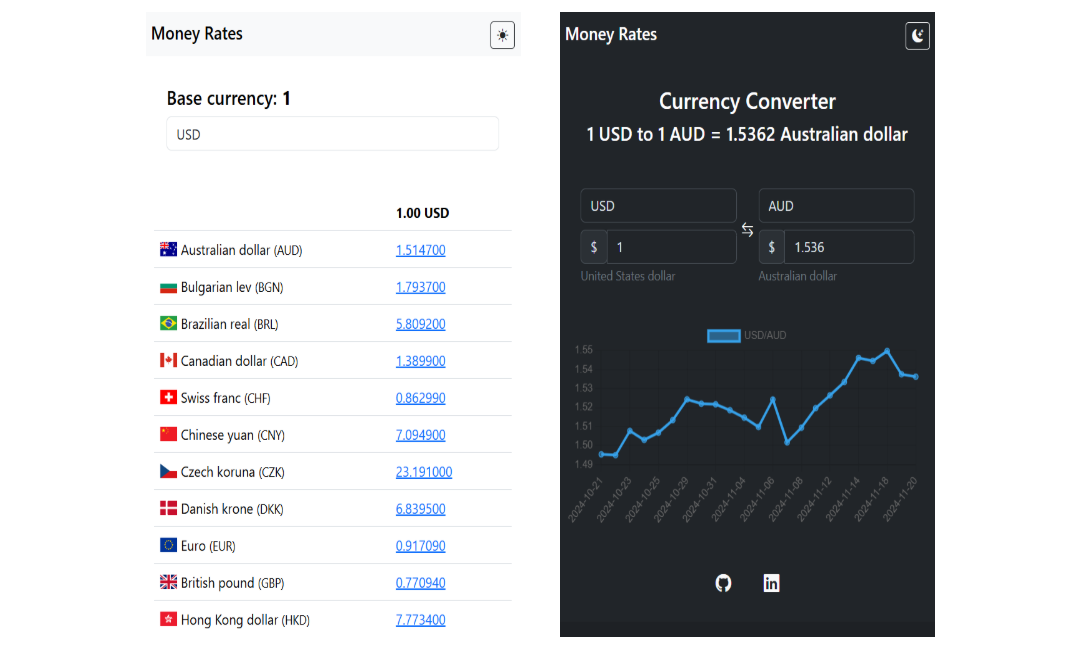 Money Rates
Base currency: 1
USD
1.00 USD
Australian dollar (AUD) 1.514700
Bulgarian lev (BGN) 1.793700
Brazilian real (BRL) 5.809200
Canadian dollar (CAD) 1.389900
Swiss franc (CHF) 0.862990
Chinese yuan (CNY) 7.094900
Czech koruna (CZK) 23.191000
Danish krone (DKK) 6.839500
Euro (EUR) 0.917090
British pound (GBP) 0.770940
Hong Kong dollar (HKD) 7.773400
Money Rates
Currency Converter
1 USD to 1 AUD = 1.5362 Australian dollar
USD AUD
$ 1 $ 1.536
United States dollar Australian dollar
USD/AUD
1.55
1.54
1.53
1.52
1.51
1.50
1.49
2024-10-21 2024-10-23 2024-10-25 2024-10-29 2024-10-31 2024-11-04 2024-11-06 2024-11-08 2024-11-12 2024-11-14 2024-11-18 2024-11-20
in